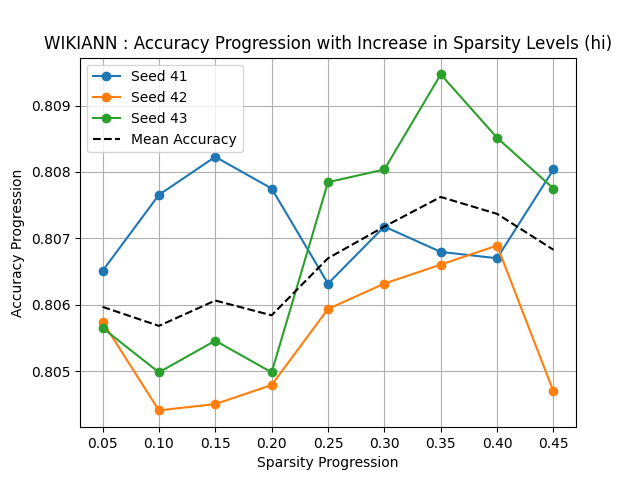 WIKIANN : Accuracy Progression with Increase in Sparsity Levels (hi)
Seed 41
Seed 42
Seed 43
Mean Accuracy
Accuracy Progression
0.809
0.808
0.807
0.806
0.805
0.05 0.10 0.15 0.20 0.25 0.30 0.35 0.40 0.45
Sparsity Progression